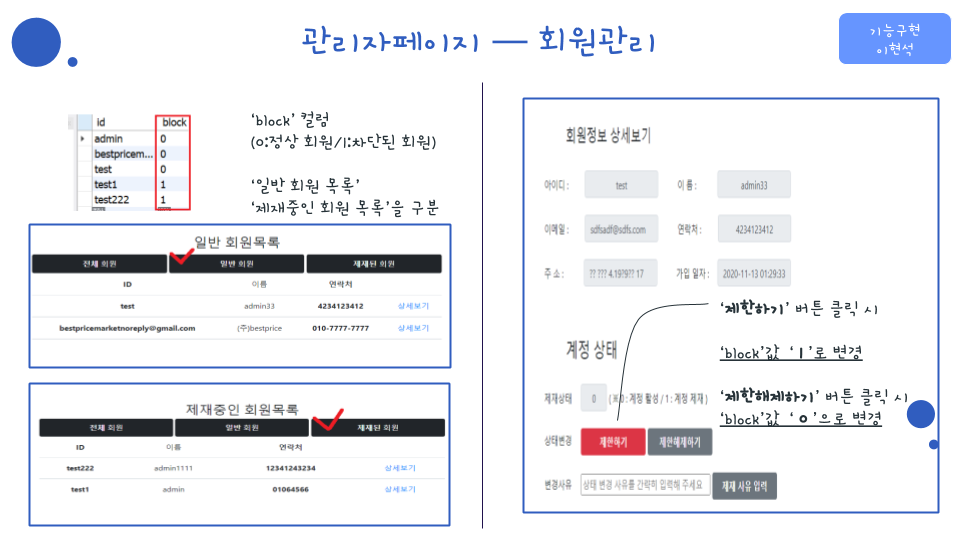 관리자페이지 — 회원관리
기능구현
이현석
id block
admin 0
bestpricem... 0
test 0
test1 1
test222 1
'block' 컬럼
(0:정상 회원/1:차단된 회원)
'일반 회원 목록'
'제재중인 회원 목록'을 구분
일반 회원목록
전체 회원 일반 회원 제재된 회원
ID 이름 연락처
test admin33 4234123412 상세보기
bestpricemarketnoreply@gmail.com (주)bestprice 010-7777-7777 상세보기
제재중인 회원목록
전체 회원 일반 회원 제재된 회원
ID 이름 연락처
test222 admin1111 12341243234 상세보기
test1 admin 01064566 상세보기
회원정보 상세보기
아이디 : test 이 름 : admin33
이메일 : sdfsadf@sdfs.com 연락처 : 4234123412
주 소 : ?? ??? 4.19?9?? 17 가입 일자 : 2020-11-13 01:29:33
'제한하기' 버튼 클릭 시
'block'값 '1'로 변경
'제한해제하기' 버튼 클릭 시
'block'값 '0'으로 변경
계정 상태
제재상태 0 (※ 0 : 계정 활성 / 1 : 계정 제재 )
상태변경 제한하기 제한해제하기
변경사유 상태 변경 사유를 간략히 입력해 주세요 제재 사유 입력